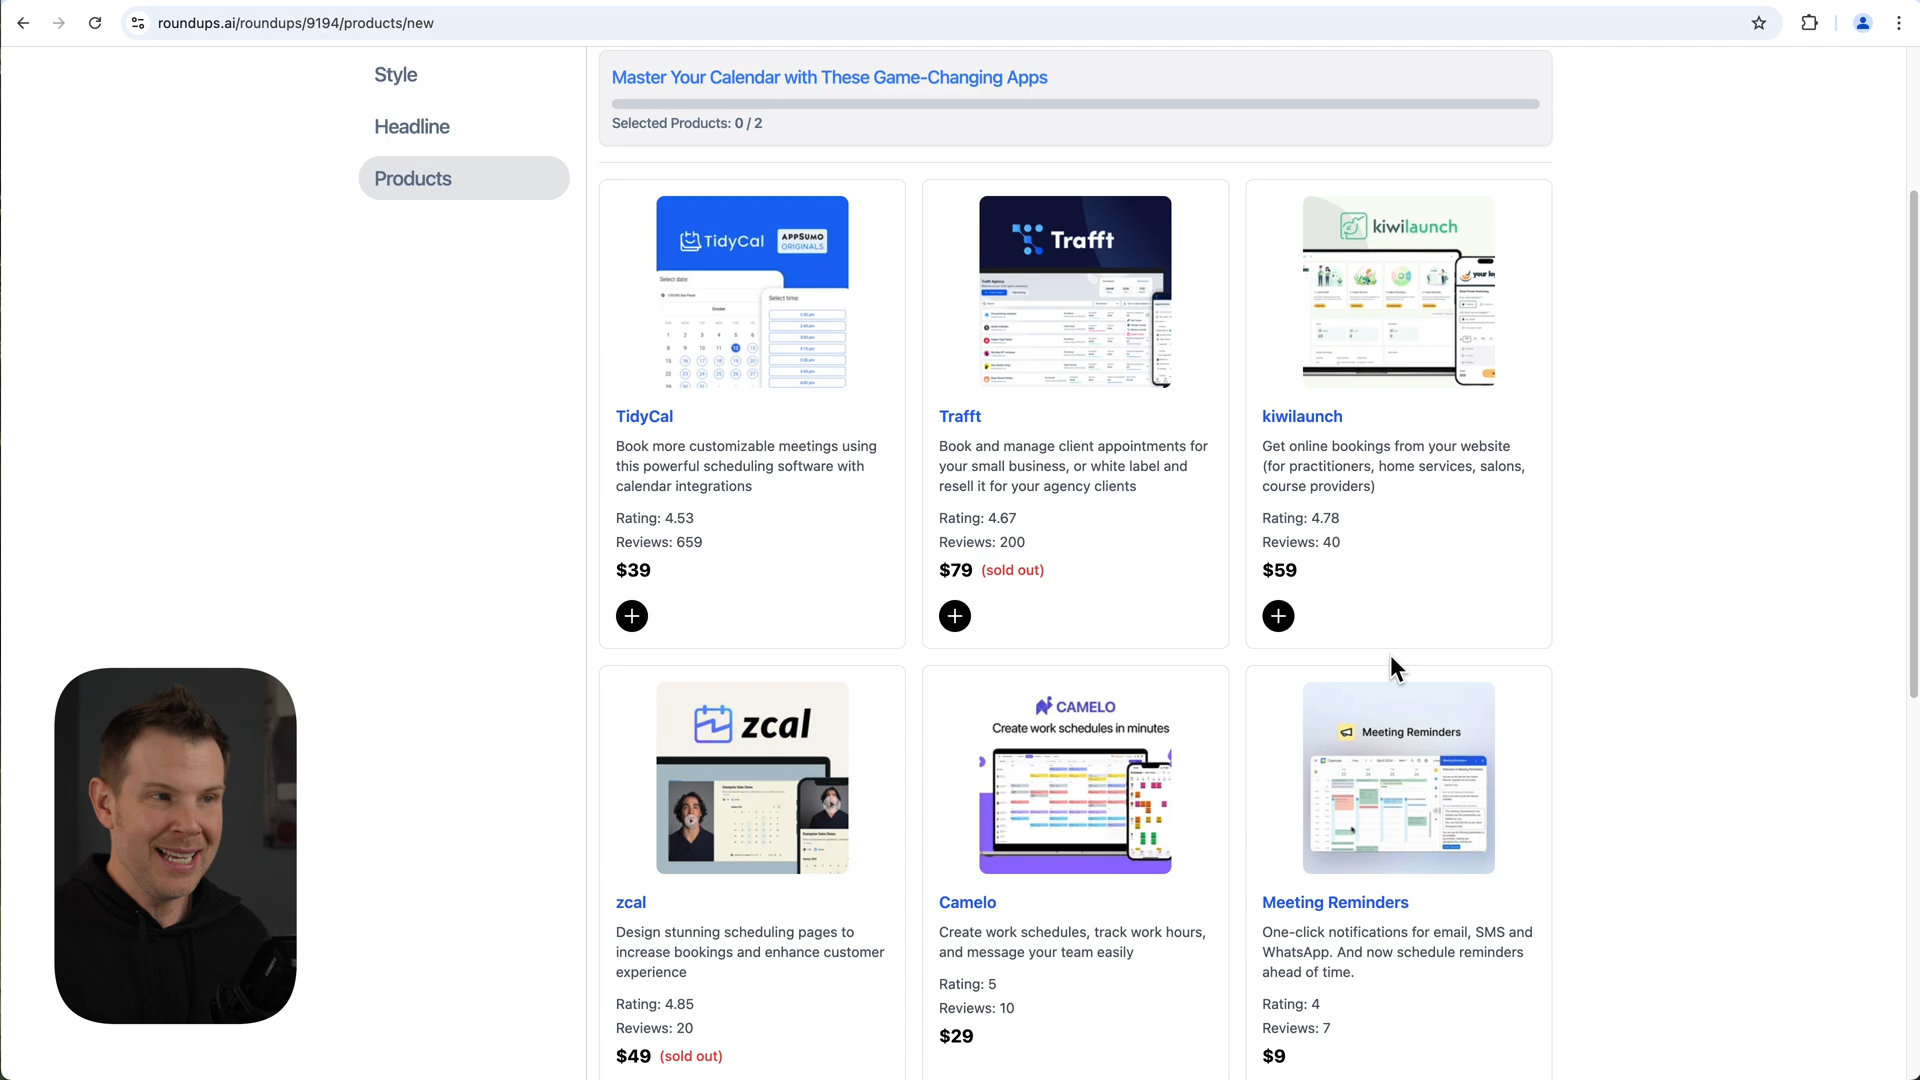 roundups.ai/roundups/9194/products/new
Style
Headline
Products
Master Your Calendar with These Game-Changing Apps
Selected Products: 0 / 2
TidyCal
APPSUMO
ORIGINALS
Select date:
October
Select time:
TidyCal
Book more customizable meetings using
this powerful scheduling software with
calendar integrations
Rating: 4.53
Reviews: 659
$39
Trafft
Trafft
Book and manage client appointments for
your small business, or white label and
resell it for your agency clients
Rating: 4.67
Reviews: 200
$79 (sold out)
kiwilaunch
kiwilaunch
Get online bookings from your website
(for practitioners, home services, salons,
course providers)
Rating: 4.78
Reviews: 40
$59
zcal
zcal
Design stunning scheduling pages to
increase bookings and enhance customer
experience
Rating: 4.85
Reviews: 20
$49 (sold out)
CAMELO
Create work schedules in minutes
Camelo
Create work schedules, track work hours,
and message your team easily
Rating: 5
Reviews: 10
$29
Meeting Reminders
Meeting Reminders
One-click notifications for email, SMS and
WhatsApp. And now schedule reminders
ahead of time.
Rating: 4
Reviews: 7
$9